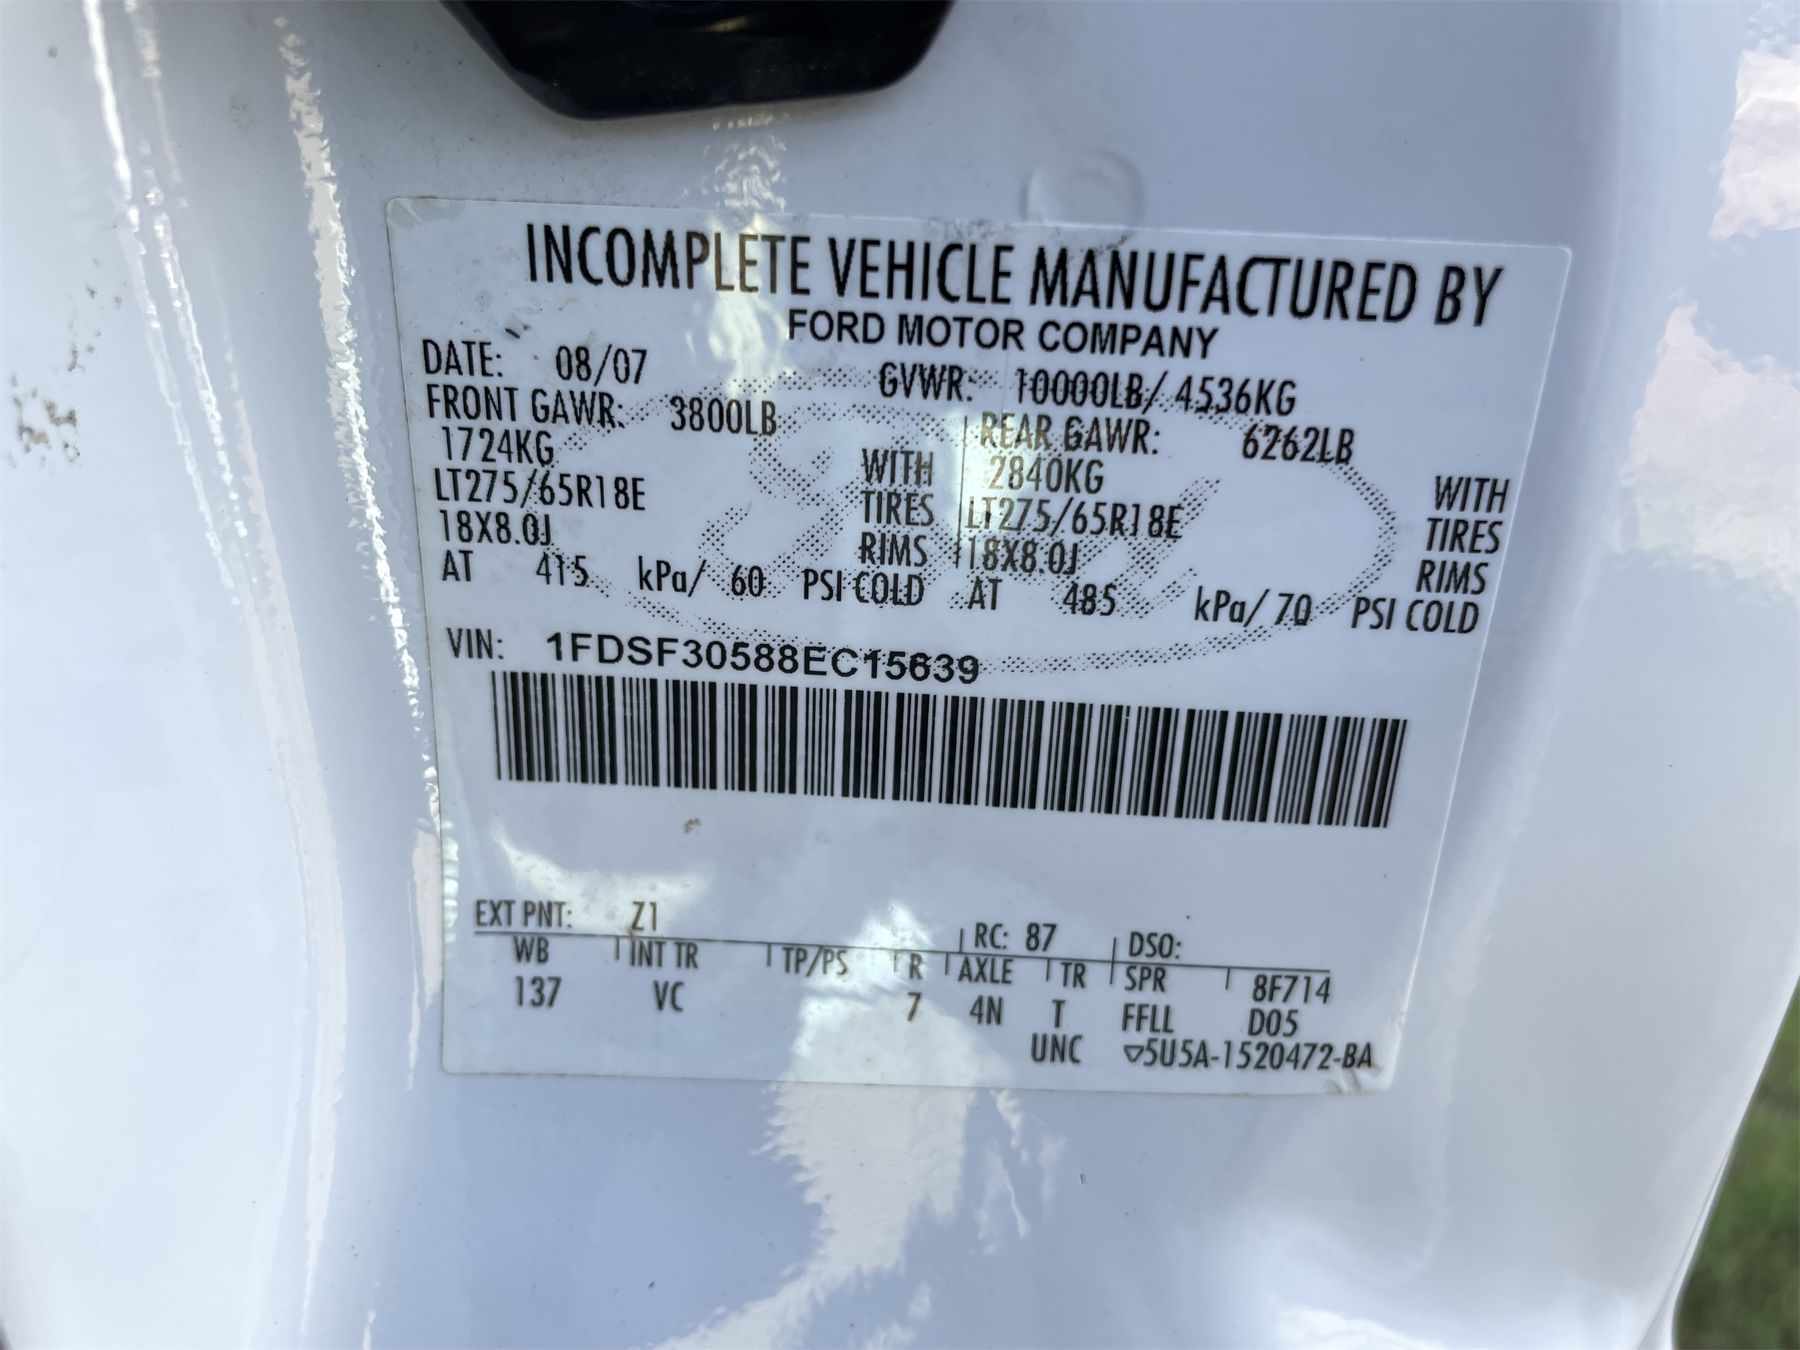 INCOMPLETE VEHICLE MANUFACTURED BY
FORD MOTOR COMPANY
DATE: 08/07 GVWR: 10000LB/ 4536KG
FRONT GAWR: 3800LB REAR GAWR: 6262LB
1724KG WITH 2840KG WITH
LT275/65R18E TIRES LT275/65R18E TIRES
18X8.0J RIMS 18X8.0J RIMS
AT 415 kPa/ 60 PSI COLD AT 485 kPa/ 70 PSI COLD
VIN: 1FDSF30588EC15639
EXT PNT: Z1 RC: 87 DSO:
WB INT TR TP/PS R AXLE TR SPR 8F714
137 VC 7 4N T FFLL D05
UNC ▽5U5A-1520472-BA